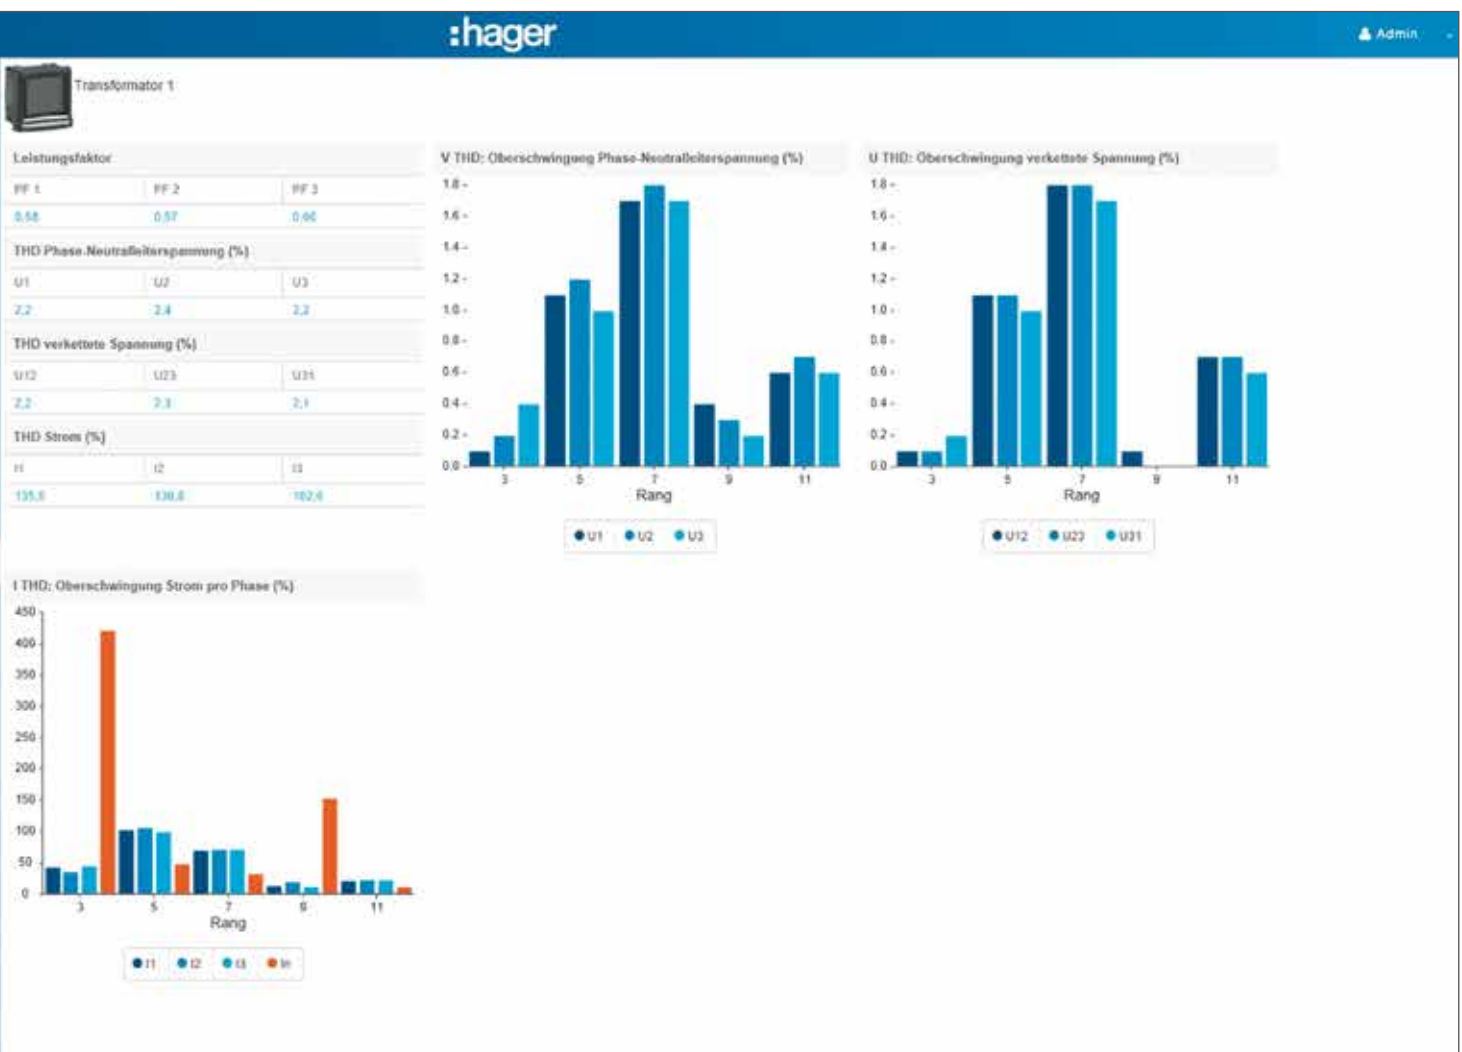 :hager
Admin
Transformator 1
Leistungsfaktor
PF 1 PF 2 PF 3
0,58 0,57
THD Phase-Neutralleiterspannung (%)
U1 U2 U3
2,2 2,4 2,2
THD verkettete Spannung (%)
U12 U23 U31
2,2 2,3 2,1
THD Strom (%)
I1 I2 I3
V THD: Oberschwingung Phase-Neutralleiterspannung (%)
1.8
1.6
1.4
1.2
1.0
0.8
0.6
0.4
0.2
0.0
3 5 7 9 11
Rang
U1 U2 U3
U THD: Oberschwingung verkettete Spannung (%)
1.8
1.6
1.4
1.2
1.0
0.8
0.6
0.4
0.2
0.0
3 5 7 9 11
Rang
U12 U23 U31
I THD: Oberschwingung Strom pro Phase (%)
450
400
350
300
250
200
150
100
50
0
3 5 7 9 11
Rang
I1 I2 I3 In